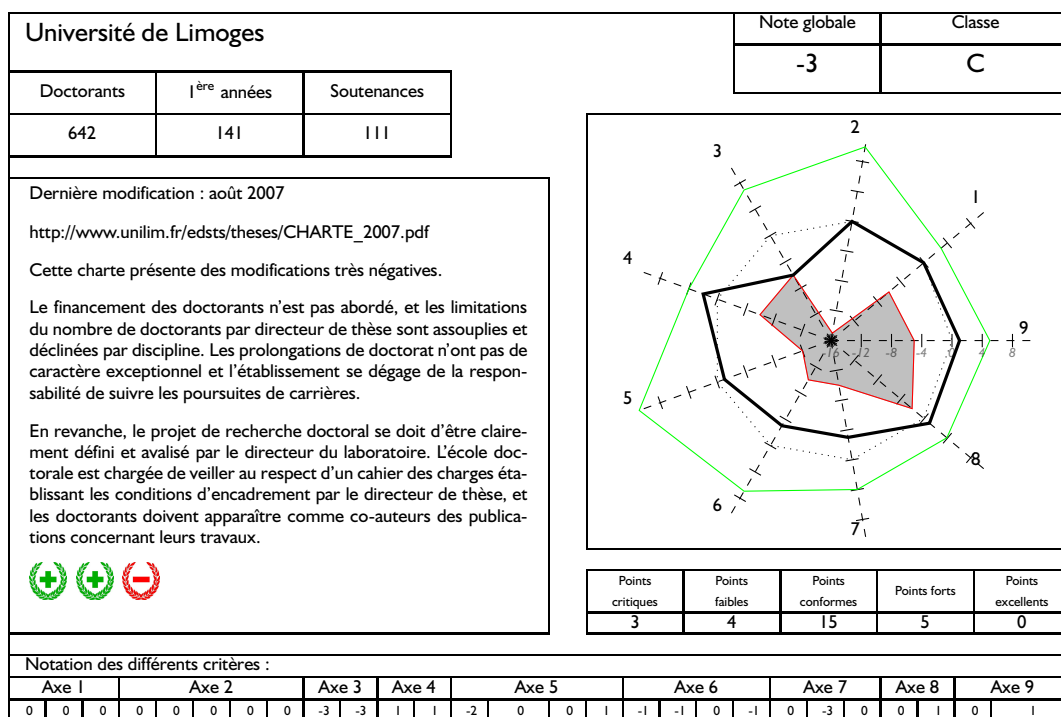 Université de Limoges
Note globale Classe
-3 C
Doctorants 1ère années Soutenances
642 141 111
Dernière modification : août 2007
http://www.unilim.fr/edsts/theses/CHARTE_2007.pdf
Cette charte présente des modifications très négatives.
Le financement des doctorants n'est pas abordé, et les limitations
du nombre de doctorants par directeur de thèse sont assouplies et
déclinées par discipline. Les prolongations de doctorat n'ont pas de
caractère exceptionnel et l'établissement se dégage de la respon-
sabilité de suivre les poursuites de carrières.
En revanche, le projet de recherche doctoral se doit d'être claire-
ment défini et avalisé par le directeur du laboratoire. L'école doc-
torale est chargée de veiller au respect d'un cahier des charges éta-
blissant les conditions d'encadrement par le directeur de thèse, et
les doctorants doivent apparaître comme co-auteurs des publica-
tions concernant leurs travaux.
2
3
1
4
9
-16 -12 -8 -4 0 4 8
5
8
6
7
Points critiques Points faibles Points conformes Points forts Points excellents
3 4 15 5 0
Notation des différents critères :
Axe 1 Axe 2 Axe 3 Axe 4 Axe 5 Axe 6 Axe 7 Axe 8 Axe 9
0 0 0 0 0 0 0 0 -3 -3 1 1 -2 0 0 1 -1 -1 0 -1 0 -3 0 0 1 0 1